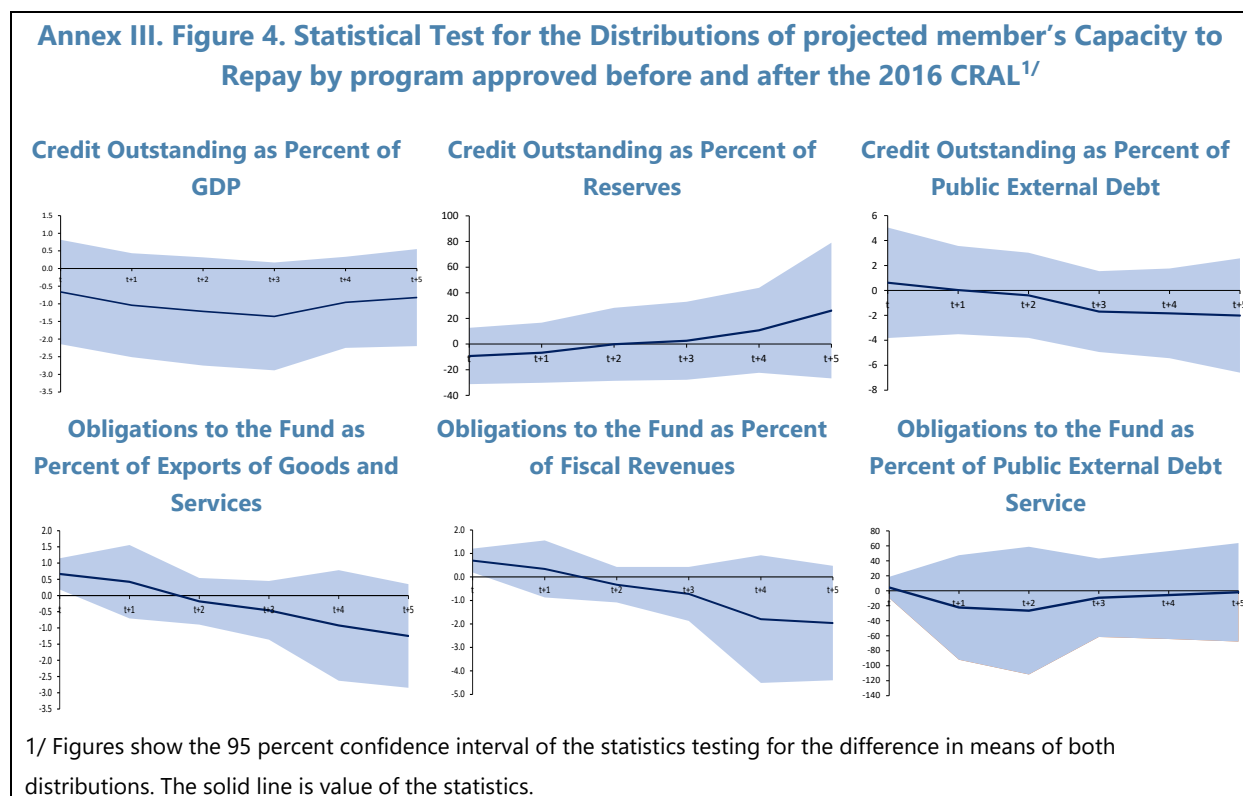 Annex III. Figure 4. Statistical Test for the Distributions of projected member’s Capacity to
Repay by program approved before and after the 2016 CRAL1/
Credit Outstanding as Percent of
GDP
1.5
1.0
0.5
0.0
-0.5
-1.0
-1.5
-2.0
-2.5
-3.0
-3.5
t t+1 t+2 t+3 t+4 t+5
Credit Outstanding as Percent of
Reserves
100
80
60
40
20
0
-20
-40
t t+1 t+2 t+3 t+4 t+5
Credit Outstanding as Percent of
Public External Debt
6
4
2
0
-2
-4
-6
-8
t t+1 t+2 t+3 t+4 t+5
Obligations to the Fund as
Percent of Exports of Goods and
Services
2.0
1.5
1.0
0.5
0.0
-0.5
-1.0
-1.5
-2.0
-2.5
-3.0
-3.5
t t+1 t+2 t+3 t+4 t+5
Obligations to the Fund as Percent
of Fiscal Revenues
2.0
1.0
0.0
-1.0
-2.0
-3.0
-4.0
-5.0
t t+1 t+2 t+3 t+4 t+5
Obligations to the Fund as
Percent of Public External Debt
Service
80
60
40
20
0
-20
-40
-60
-80
-100
-120
-140
t t+1 t+2 t+3 t+4 t+5
1/ Figures show the 95 percent confidence interval of the statistics testing for the difference in means of both
distributions. The solid line is value of the statistics.